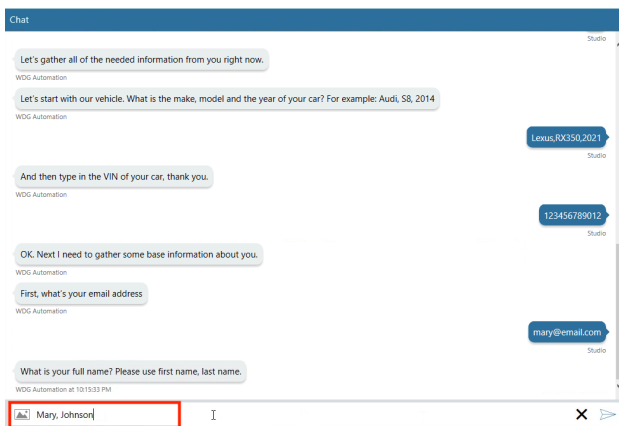 Chat
Studio
Let's gather all of the needed information from you right now.
WDG Automation
Let's start with our vehicle. What is the make, model and the year of your car? For example: Audi, S8, 2014
WDG Automation
Lexus,RX350,2021
Studio
And then type in the VIN of your car, thank you.
WDG Automation
123456789012
Studio
OK. Next I need to gather some base information about you.
WDG Automation
First, what's your email address
WDG Automation
mary@email.com
Studio
What is your full name? Please use first name, last name.
WDG Automation at 10:15:33 PM
Mary, Johnson